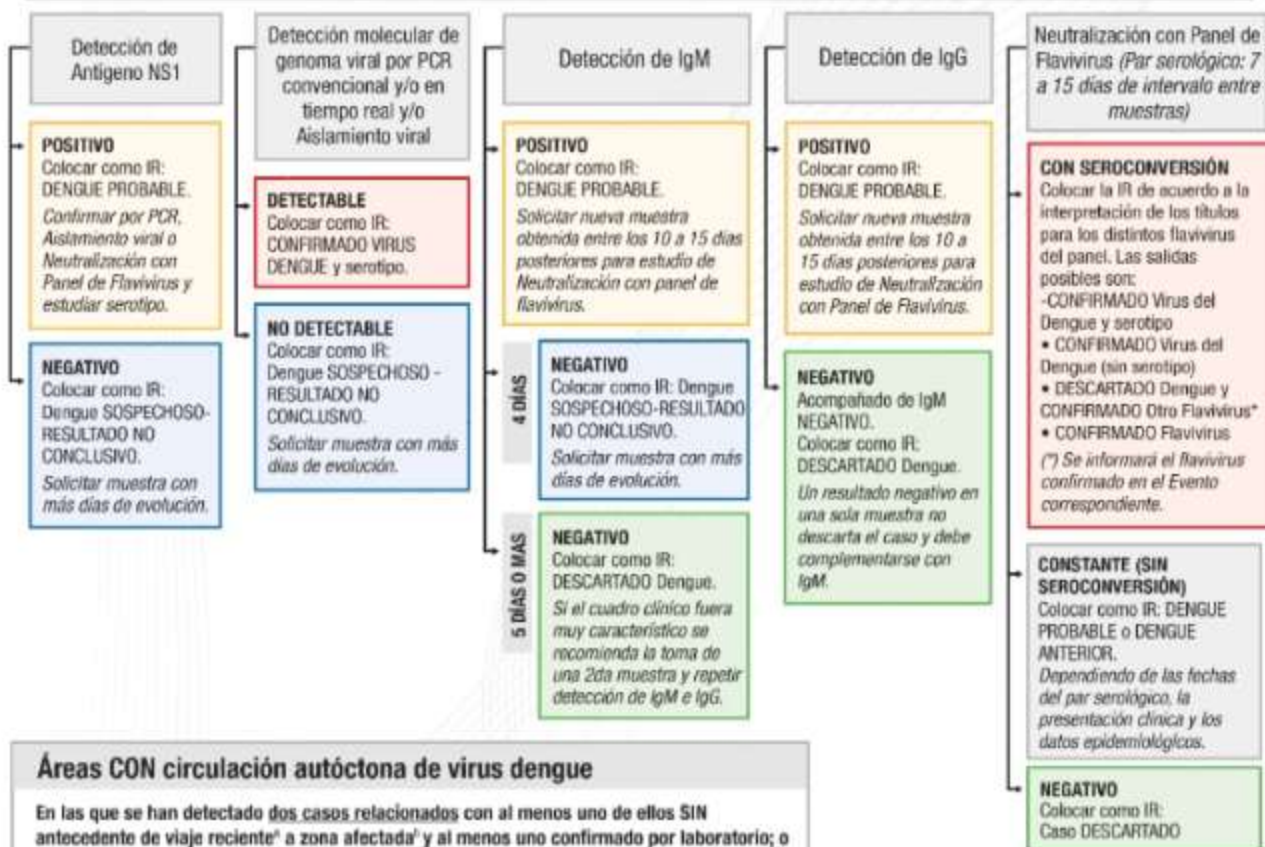 Detección de
Antígeno NS1
POSITIVO
Colocar como IR:
DENGUE PROBABLE.
Confirmar por PCR.
Aislamiento viral o
Neutralización con
Panel de Flavivirus y
estudiar serotipo.
NEGATIVO
Colocar como IR:
Dengue SOSPECHOSO-
RESULTADO NO
CONCLUSIVO.
Solicitar muestra con
más días de evolución.
Detección molecular de
genoma viral por PCR
convencional y/o en
tiempo real y/o
Aislamiento viral
DETECTABLE
Colocar como IR:
CONFIRMADO VIRUS
DENGUE y serotipo.
NO DETECTABLE
Colocar como IR:
Dengue SOSPECHOSO -
RESULTADO NO
CONCLUSIVO.
Solicitar muestra con más
días de evolución.
Detección de IgM
POSITIVO
Colocar como IR:
DENGUE PROBABLE.
Solicitar nueva muestra
obtenida entre los 10 a 15 días
posteriores para estudio de
Neutralización con panel de
flavivirus.
4 DÍAS
NEGATIVO
Colocar como IR: Dengue
SOSPECHOSO-RESULTADO
NO CONCLUSIVO.
Solicitar muestra con más
días de evolución.
5 DÍAS O MAS
NEGATIVO
Colocar como IR:
DESCARTADO Dengue.
Si el cuadro clínico fuera
muy característico se
recomienda la toma de
una 2da muestra y repetir
detección de IgM e IgG.
Detección de IgG
POSITIVO
Colocar como IR:
DENGUE PROBABLE.
Solicitar nueva muestra
obtenida entre los 10 a
15 días posteriores para
estudio de Neutralización
con Panel de Flavivirus.
NEGATIVO
Acompañado de IgM
NEGATIVO.
Colocar como IR:
DESCARTADO Dengue.
Un resultado negativo en
una sola muestra no
descarta el caso y debe
complementarse con
IgM.
Neutralización con Panel de
Flavivirus (Par serológico: 7
a 15 días de intervalo entre
muestras)
CON SEROCONVERSIÓN
Colocar la IR de acuerdo a la
interpretación de los títulos
para los distintos flavivirus
del panel. Las salidas
posibles son:
-CONFIRMADO Virus del
Dengue y serotipo
• CONFIRMADO Virus del
Dengue (sin serotipo)
• DESCARTADO Dengue y
CONFIRMADO Otro Flavivirus*
• CONFIRMADO Flavivirus
(*) Se informará el flavivirus
confirmado en el Evento
correspondiente.
CONSTANTE (SIN
SEROCONVERSIÓN)
Colocar como IR: DENGUE
PROBABLE o DENGUE
ANTERIOR.
Dependiendo de las fechas
del par serológico, la
presentación clínica y los
datos epidemiológicos.
NEGATIVO
Colocar como IR:
Caso DESCARTADO
Áreas CON circulación autóctona de virus dengue
En las que se han detectado dos casos relacionados con al menos uno de ellos SIN
antecedente de viaje recienteª a zona afectadaᵇ y al menos uno confirmado por laboratorio; o